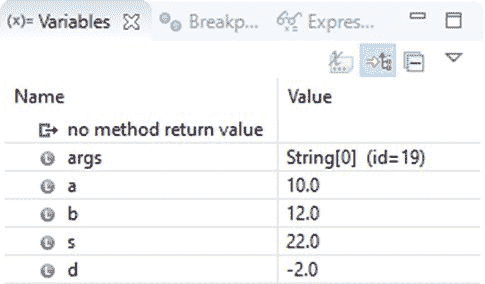 (x)= Variables Breakp... Expres...
Name Value
no method return value
args String[0] (id=19)
a 10.0
b 12.0
s 22.0
d -2.0